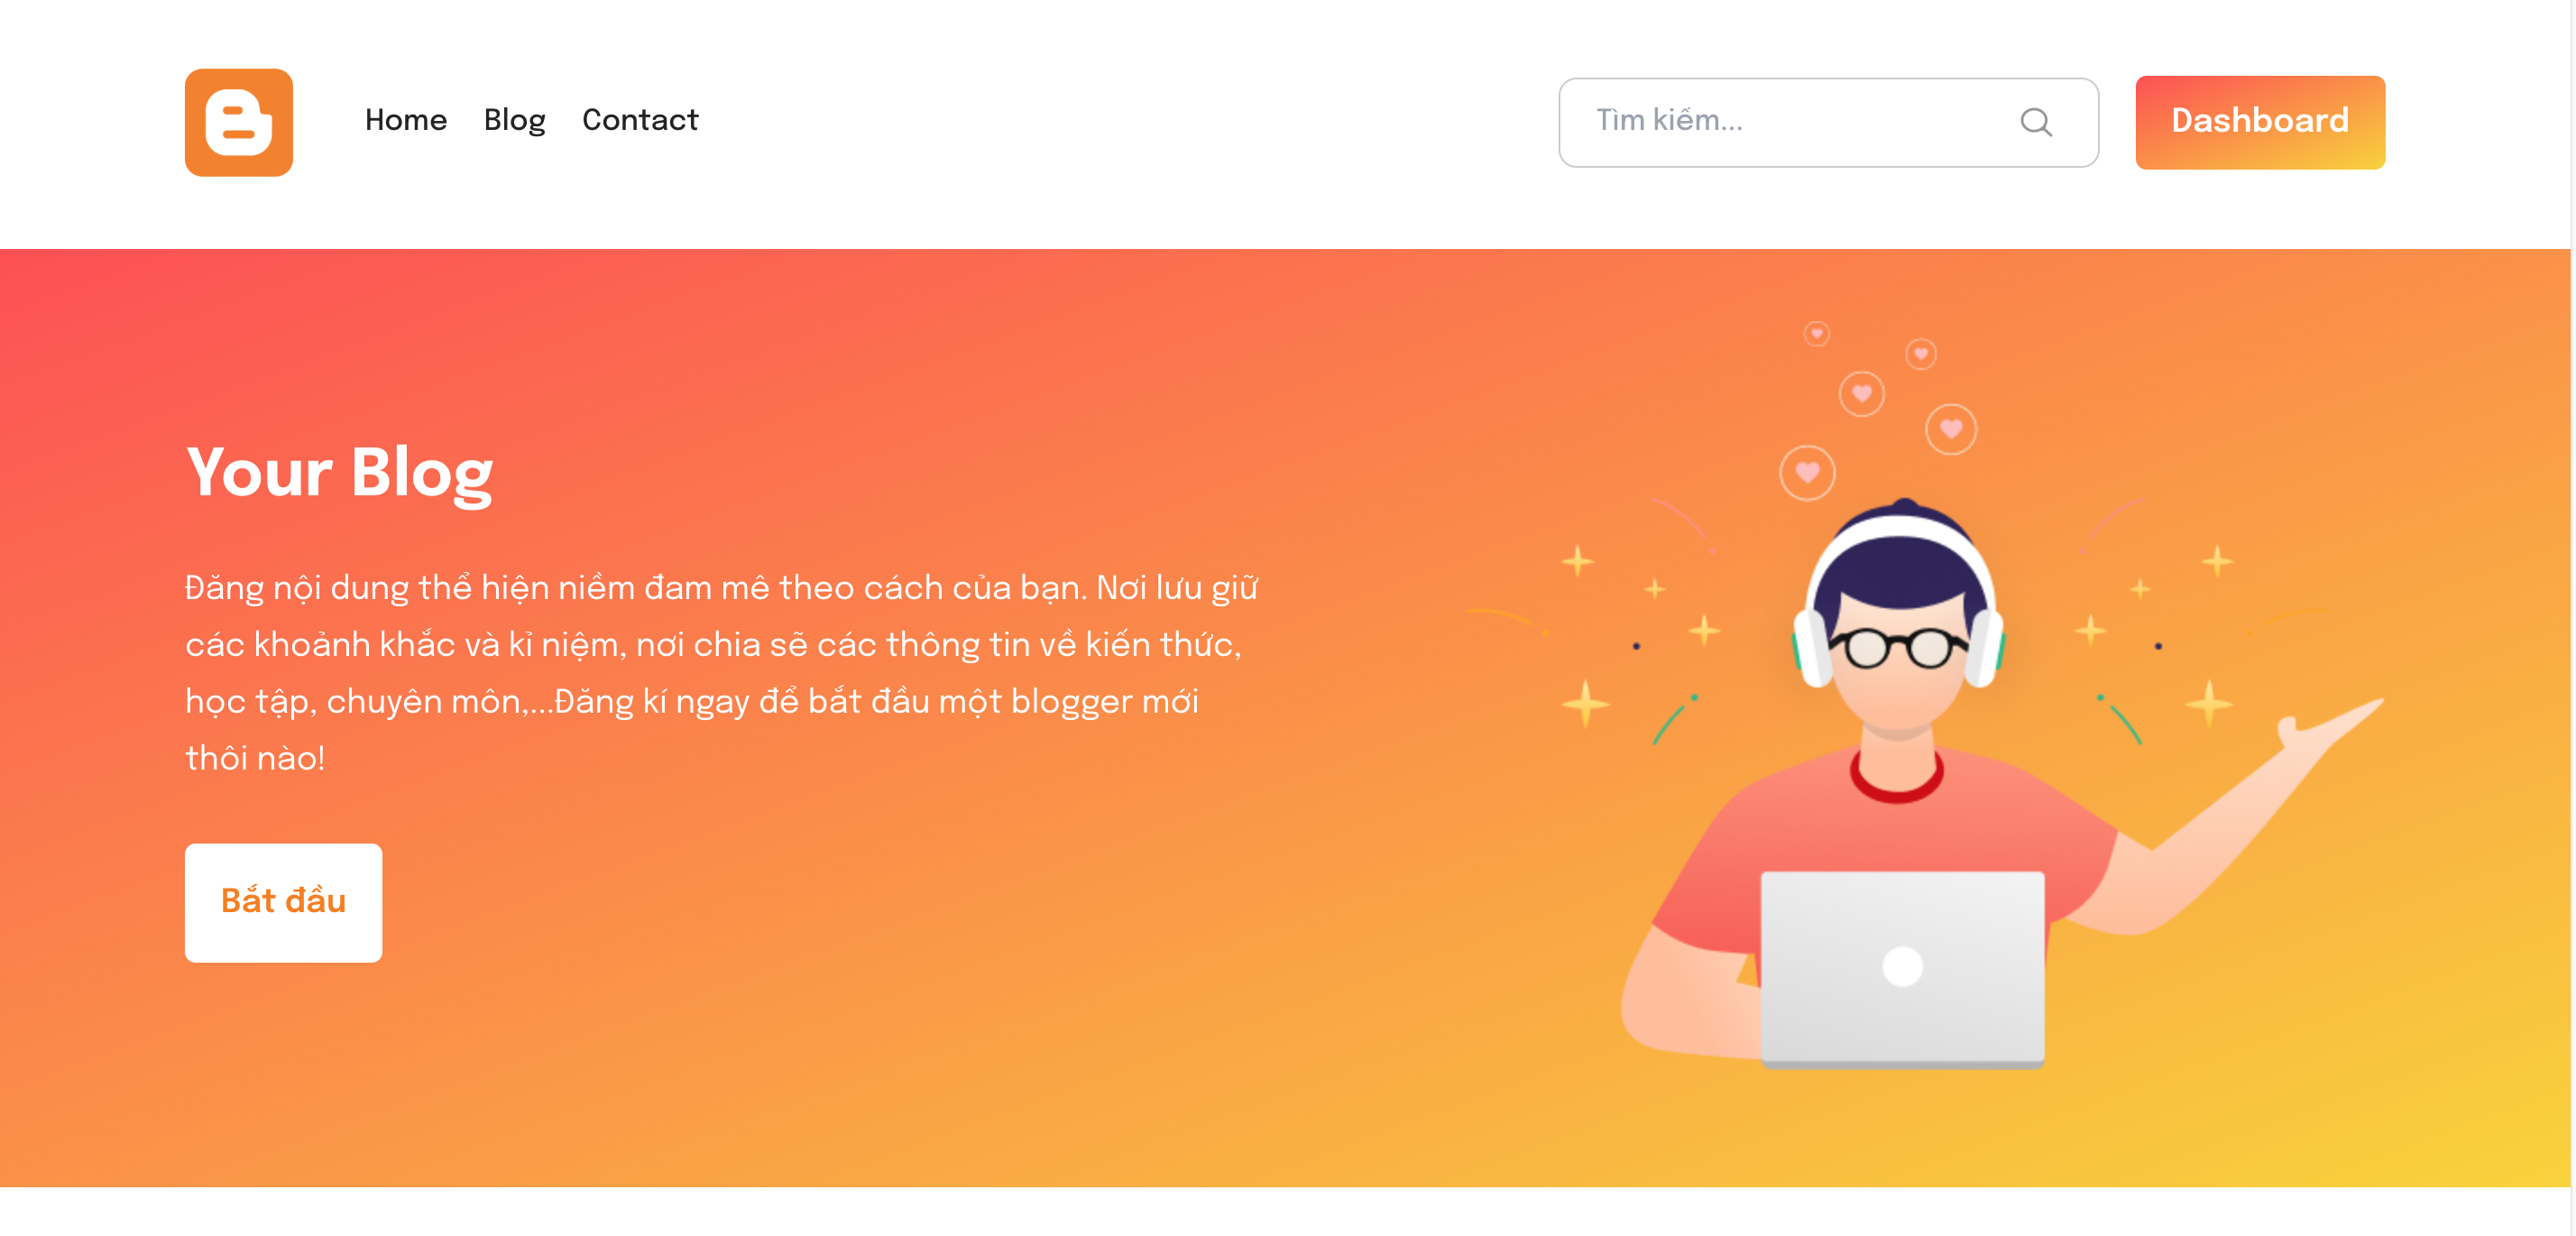 Home Blog Contact
Tìm kiếm...
Dashboard
Your Blog
Đăng nội dung thể hiện niềm đam mê theo cách của bạn. Nơi lưu giữ
các khoảnh khắc và kỉ niệm, nơi chia sẽ các thông tin về kiến thức,
học tập, chuyên môn,...Đăng kí ngay để bắt đầu một blogger mới
thôi nào!
Bắt đầu